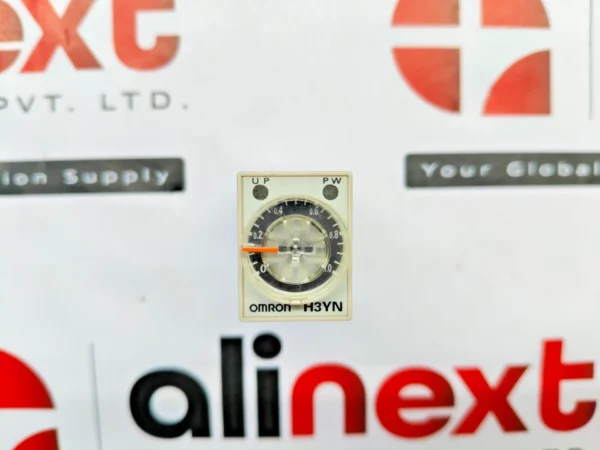 ext
PVT. LTD.
ion Supply
Your Global
UP PW
0 0.2 0.4 0.6 0.8 1.0
OMRON H3YN
alinext